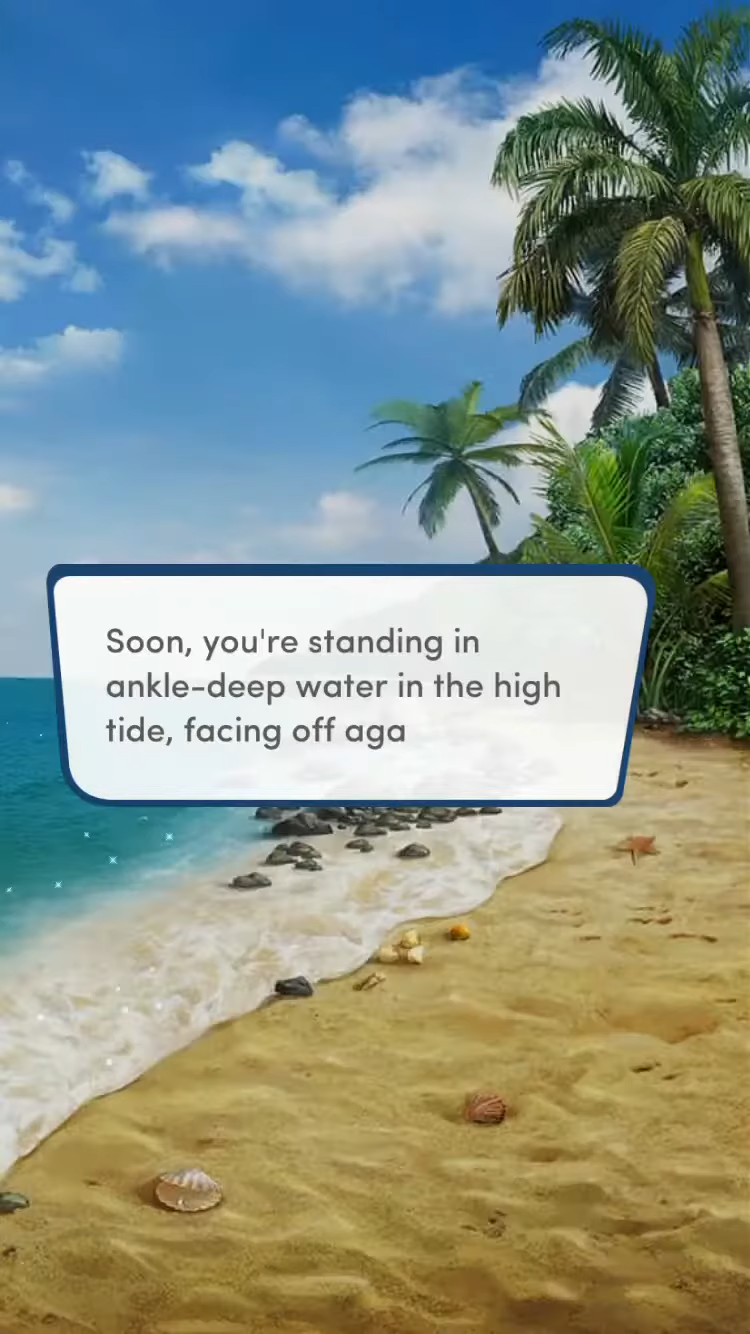 Soon, you're standing in
ankle-deep water in the high
tide, facing off aga